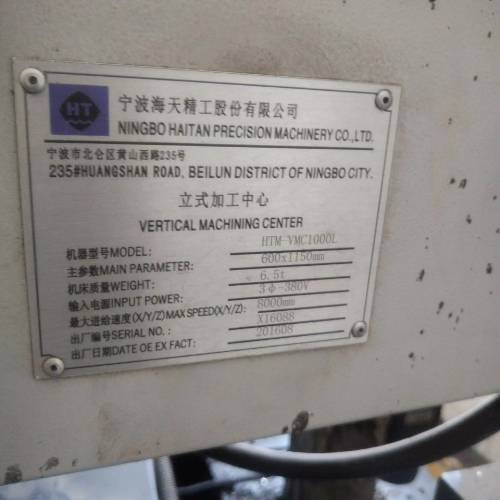 HT
宁波海天精工股份有限公司
NINGBO HAITAN PRECISION MACHINERY CO.,LTD.
宁波市北仑区黄山西路235号
235#HUANGSHAN ROAD, BEILUN DISTRICT OF NINGBO CITY.
立式加工中心
VERTICAL MACHINING CENTER
机器型号MODEL: HTM-VMC1000L
主参数MAIN PARAMETER: 600x1150mm
机床质量WEIGHT: 6.5t
输入电源INPUT POWER: 3ф-380V
最大进给速度(X/Y/Z)MAX SPEED(X/Y/Z): 8000mm
出厂编号SERIAL NO.: X16088
出厂日期DATE OE EX FACT: 201608